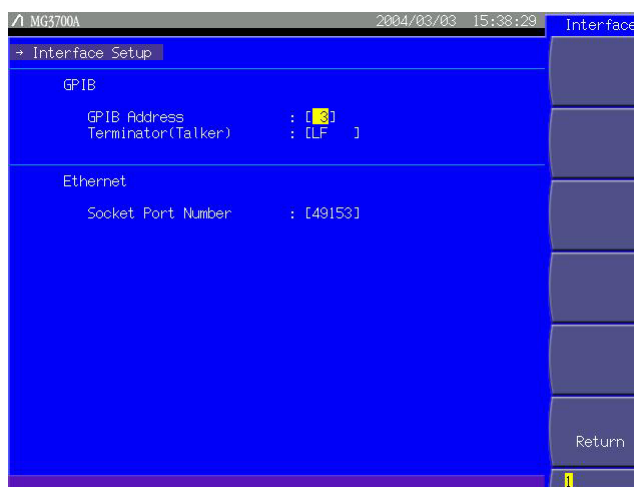 MG3700A 2004/03/03 15:38:29 Interface
→ Interface Setup
GPIB
GPIB Address : [ 3]
Terminator(Talker) : [LF ]
Ethernet
Socket Port Number : [49153]
Return
1